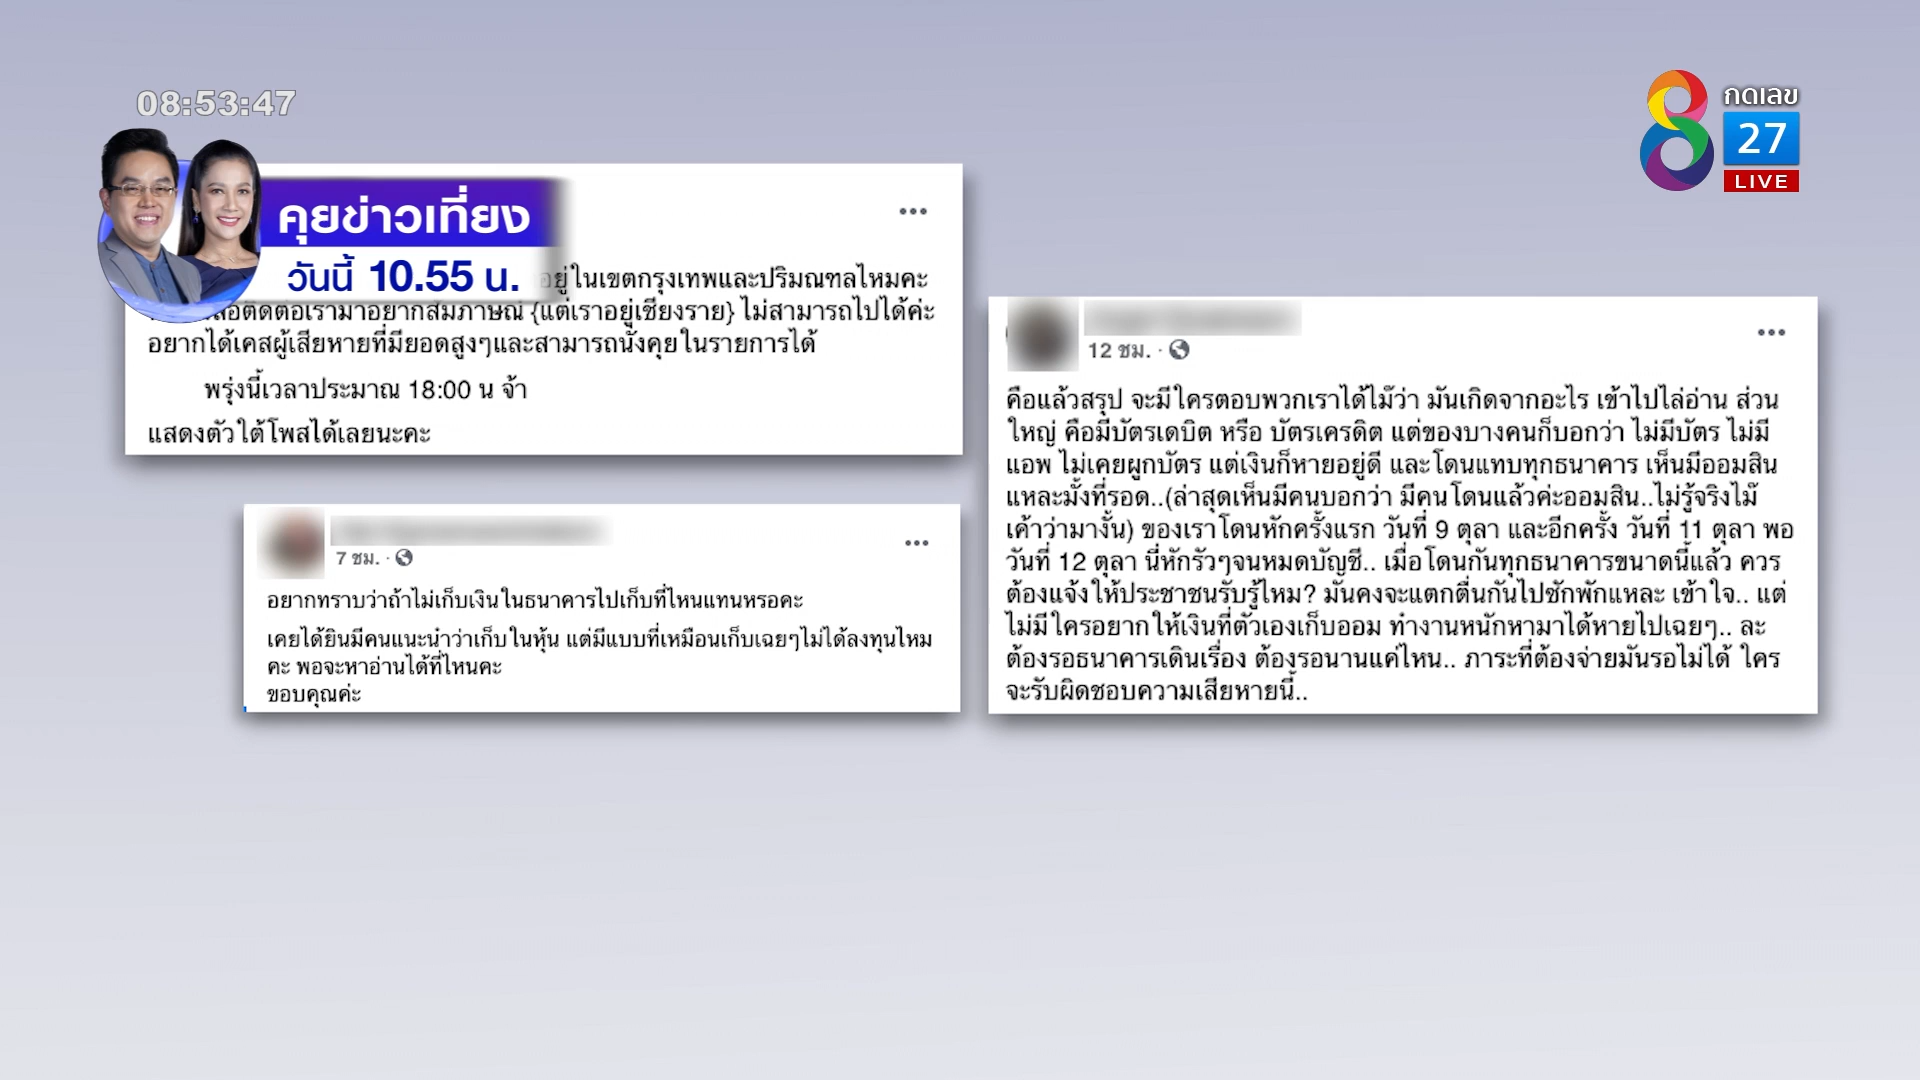 08:53:47
กดเลข
27
LIVE
คุยข่าวเที่ยง
วันนี้ 10.55 น.
อยู่ในเขตกรุงเทพและปริมณฑลไหมคะ
ติดต่อเรามาอยากสัมภาษณ์ {แต่เราอยู่เชียงราย} ไม่สามารถไปได้ค่ะ
อยากได้เคสผู้เสียหายที่มียอดสูงๆและสามารถนั่งคุยในรายการได้
พรุ่งนี้เวลาประมาณ 18:00 น จ้า
แสดงตัวใต้โพสได้เลยนะคะ
7 ชม.
อยากทราบว่าถ้าไม่เก็บเงินในธนาคารไปเก็บที่ไหนแทนหรอคะ
เคยได้ยินมีคนแนะนำว่าเก็บในหุ้น แต่มีแบบที่เหมือนเก็บเฉยๆไม่ได้ลงทุนไหม
คะ พอจะหาอ่านได้ที่ไหนคะ
ขอบคุณค่ะ
12 ชม.
คือแล้วสรุป จะมีใครตอบพวกเราได้ไม๊ว่า มันเกิดจากอะไร เข้าไปไล่อ่าน ส่วน
ใหญ่ คือมีบัตรเดบิต หรือ บัตรเครดิต แต่ของบางคนก็บอกว่า ไม่มีบัตร ไม่มี
แอพ ไม่เคยผูกบัตร แต่เงินก็หายอยู่ดี และโดนแทบทุกธนาคาร เห็นมีออมสิน
แหละมั้งที่รอด..(ล่าสุดเห็นมีคนบอกว่า มีคนโดนแล้วค่ะออมสิน..ไม่รู้จริงไม๊
เค้าว่ามางั้น) ของเราโดนหักครั้งแรก วันที่ 9 ตุลา และอีกครั้ง วันที่ 11 ตุลา พอ
วันที่ 12 ตุลา นี่หักรัวๆจนหมดบัญชี.. เมื่อโดนกันทุกธนาคารขนาดนี้แล้ว ควร
ต้องแจ้งให้ประชาชนรับรู้ไหม? มันคงจะแตกตื่นกันไปซักพักแหละ เข้าใจ.. แต่
ไม่มีใครอยากให้เงินที่ตัวเองเก็บออม ทำงานหนักหามาได้หายไปเฉยๆ.. ละ
ต้องรอธนาคารเดินเรื่อง ต้องรอนานแค่ไหน.. ภาระที่ต้องจ่ายมันรอไม่ได้ ใคร
จะรับผิดชอบความเสียหายนี้..